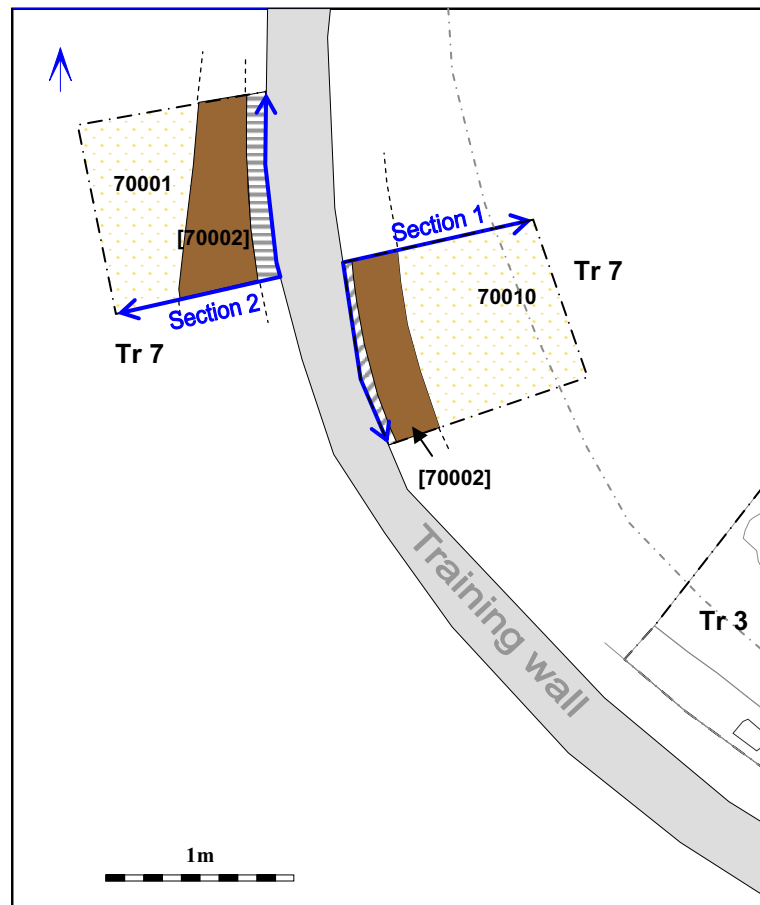 70001
[70002]
Section 1
70010
Tr 7
Section 2
Tr 7
[70002]
Training wall
Tr 3
1m